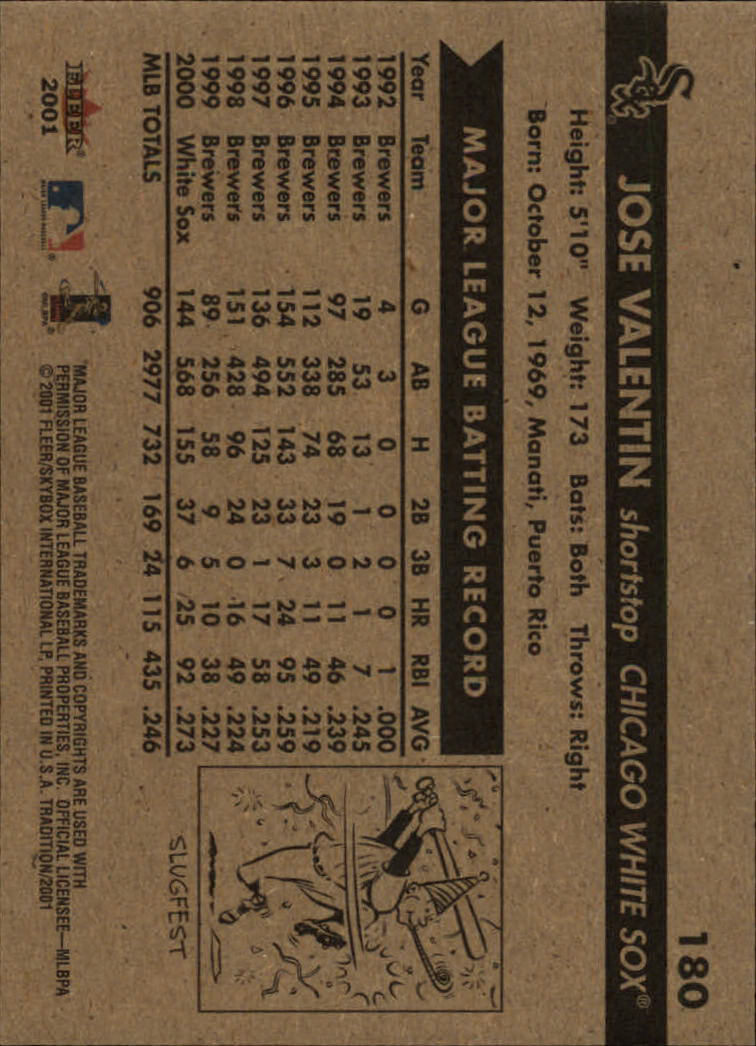 180
JOSE VALENTIN shortstop CHICAGO WHITE SOX®
Height: 5'10" Weight: 173 Bats: Both Throws: Right
Born: October 12, 1969, Manati, Puerto Rico
MAJOR LEAGUE BATTING RECORD
Year Team G AB H 2B 3B HR RBI AVG
1992 Brewers 4 3 0 0 0 0 1 .000
1993 Brewers 19 53 13 1 2 1 7 .245
1994 Brewers 97 285 68 19 0 11 46 .239
1995 Brewers 112 338 74 23 3 11 49 .219
1996 Brewers 154 552 143 33 7 24 95 .259
1997 Brewers 136 494 125 23 1 17 58 .253
1998 Brewers 151 428 96 24 0 16 49 .224
1999 Brewers 89 256 58 9 5 10 38 .227
2000 White Sox 144 568 155 37 6 25 92 .273
MLB TOTALS 906 2977 732 169 24 115 435 .246
SLUGFEST
FLEER®
2001
MAJOR LEAGUE BASEBALL TRADEMARKS AND COPYRIGHTS ARE USED WITH
PERMISSION OF MAJOR LEAGUE BASEBALL PROPERTIES, INC. OFFICIAL LICENSEE—MLBPA
© 2001 FLEER/SKYBOX INTERNATIONAL LP, PRINTED IN U.S.A. TRADITION/2001